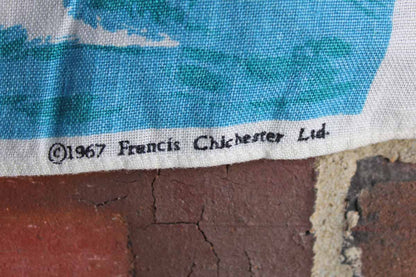 ©1967 Francis Chichester Ltd.